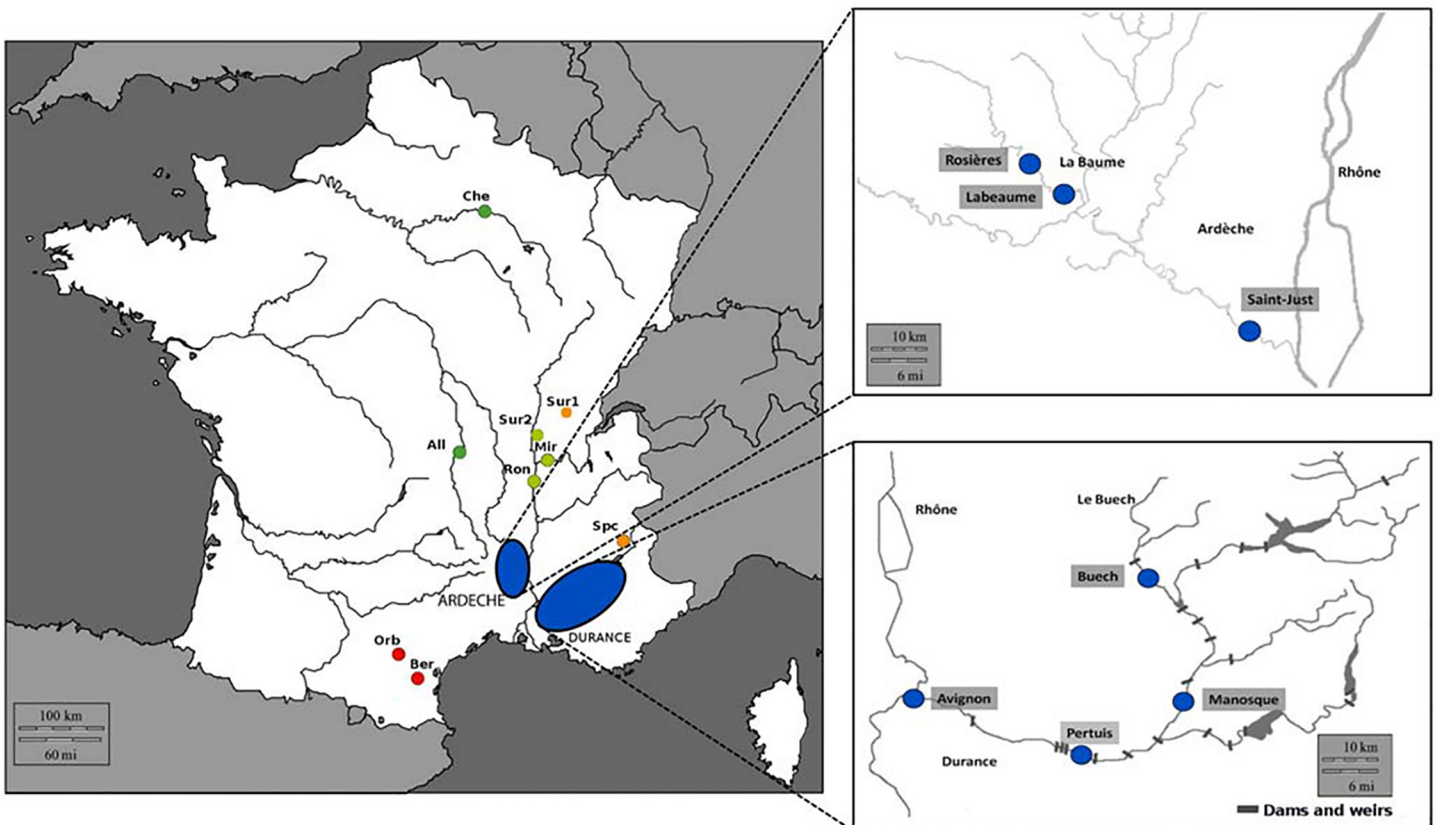 Che
Sur1
Sur2
All
Mir
Ron
Spc
ARDECHE
DURANCE
Orb
Ber
100 km
60 mi
Rosières
La Baume
Labeaume
Rhône
Ardèche
Saint-Just
10 km
6 mi
Rhône
Le Buech
Buech
Avignon
Manosque
Pertuis
Durance
10 km
6 mi
Dams and weirs